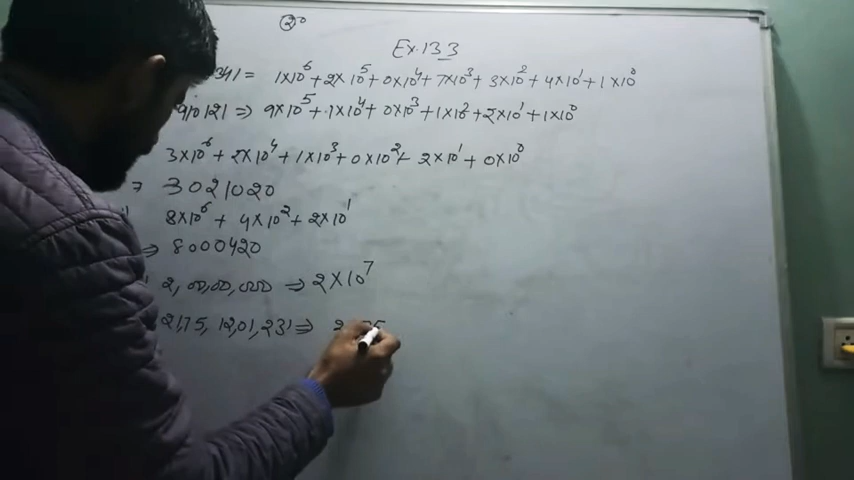 20
Ex. 13.3
341 = 1×10⁶ + 2×10⁵ + 0×10⁴ + 7×10³ + 3×10² + 4×10¹ + 1×10⁰
910121 ⇒ 9×10⁵ + 1×10⁴ + 0×10³ + 1×10² + 2×10¹ + 1×10⁰
3×10⁶ + 2×10⁴ + 1×10³ + 0×10² + 2×10¹ + 0×10⁰
3021020
8×10⁶ + 4×10² + 2×10¹
⇒ 8000420
2,00,00,000 ⇒ 2×10⁷
21,75,12,01,231 ⇒